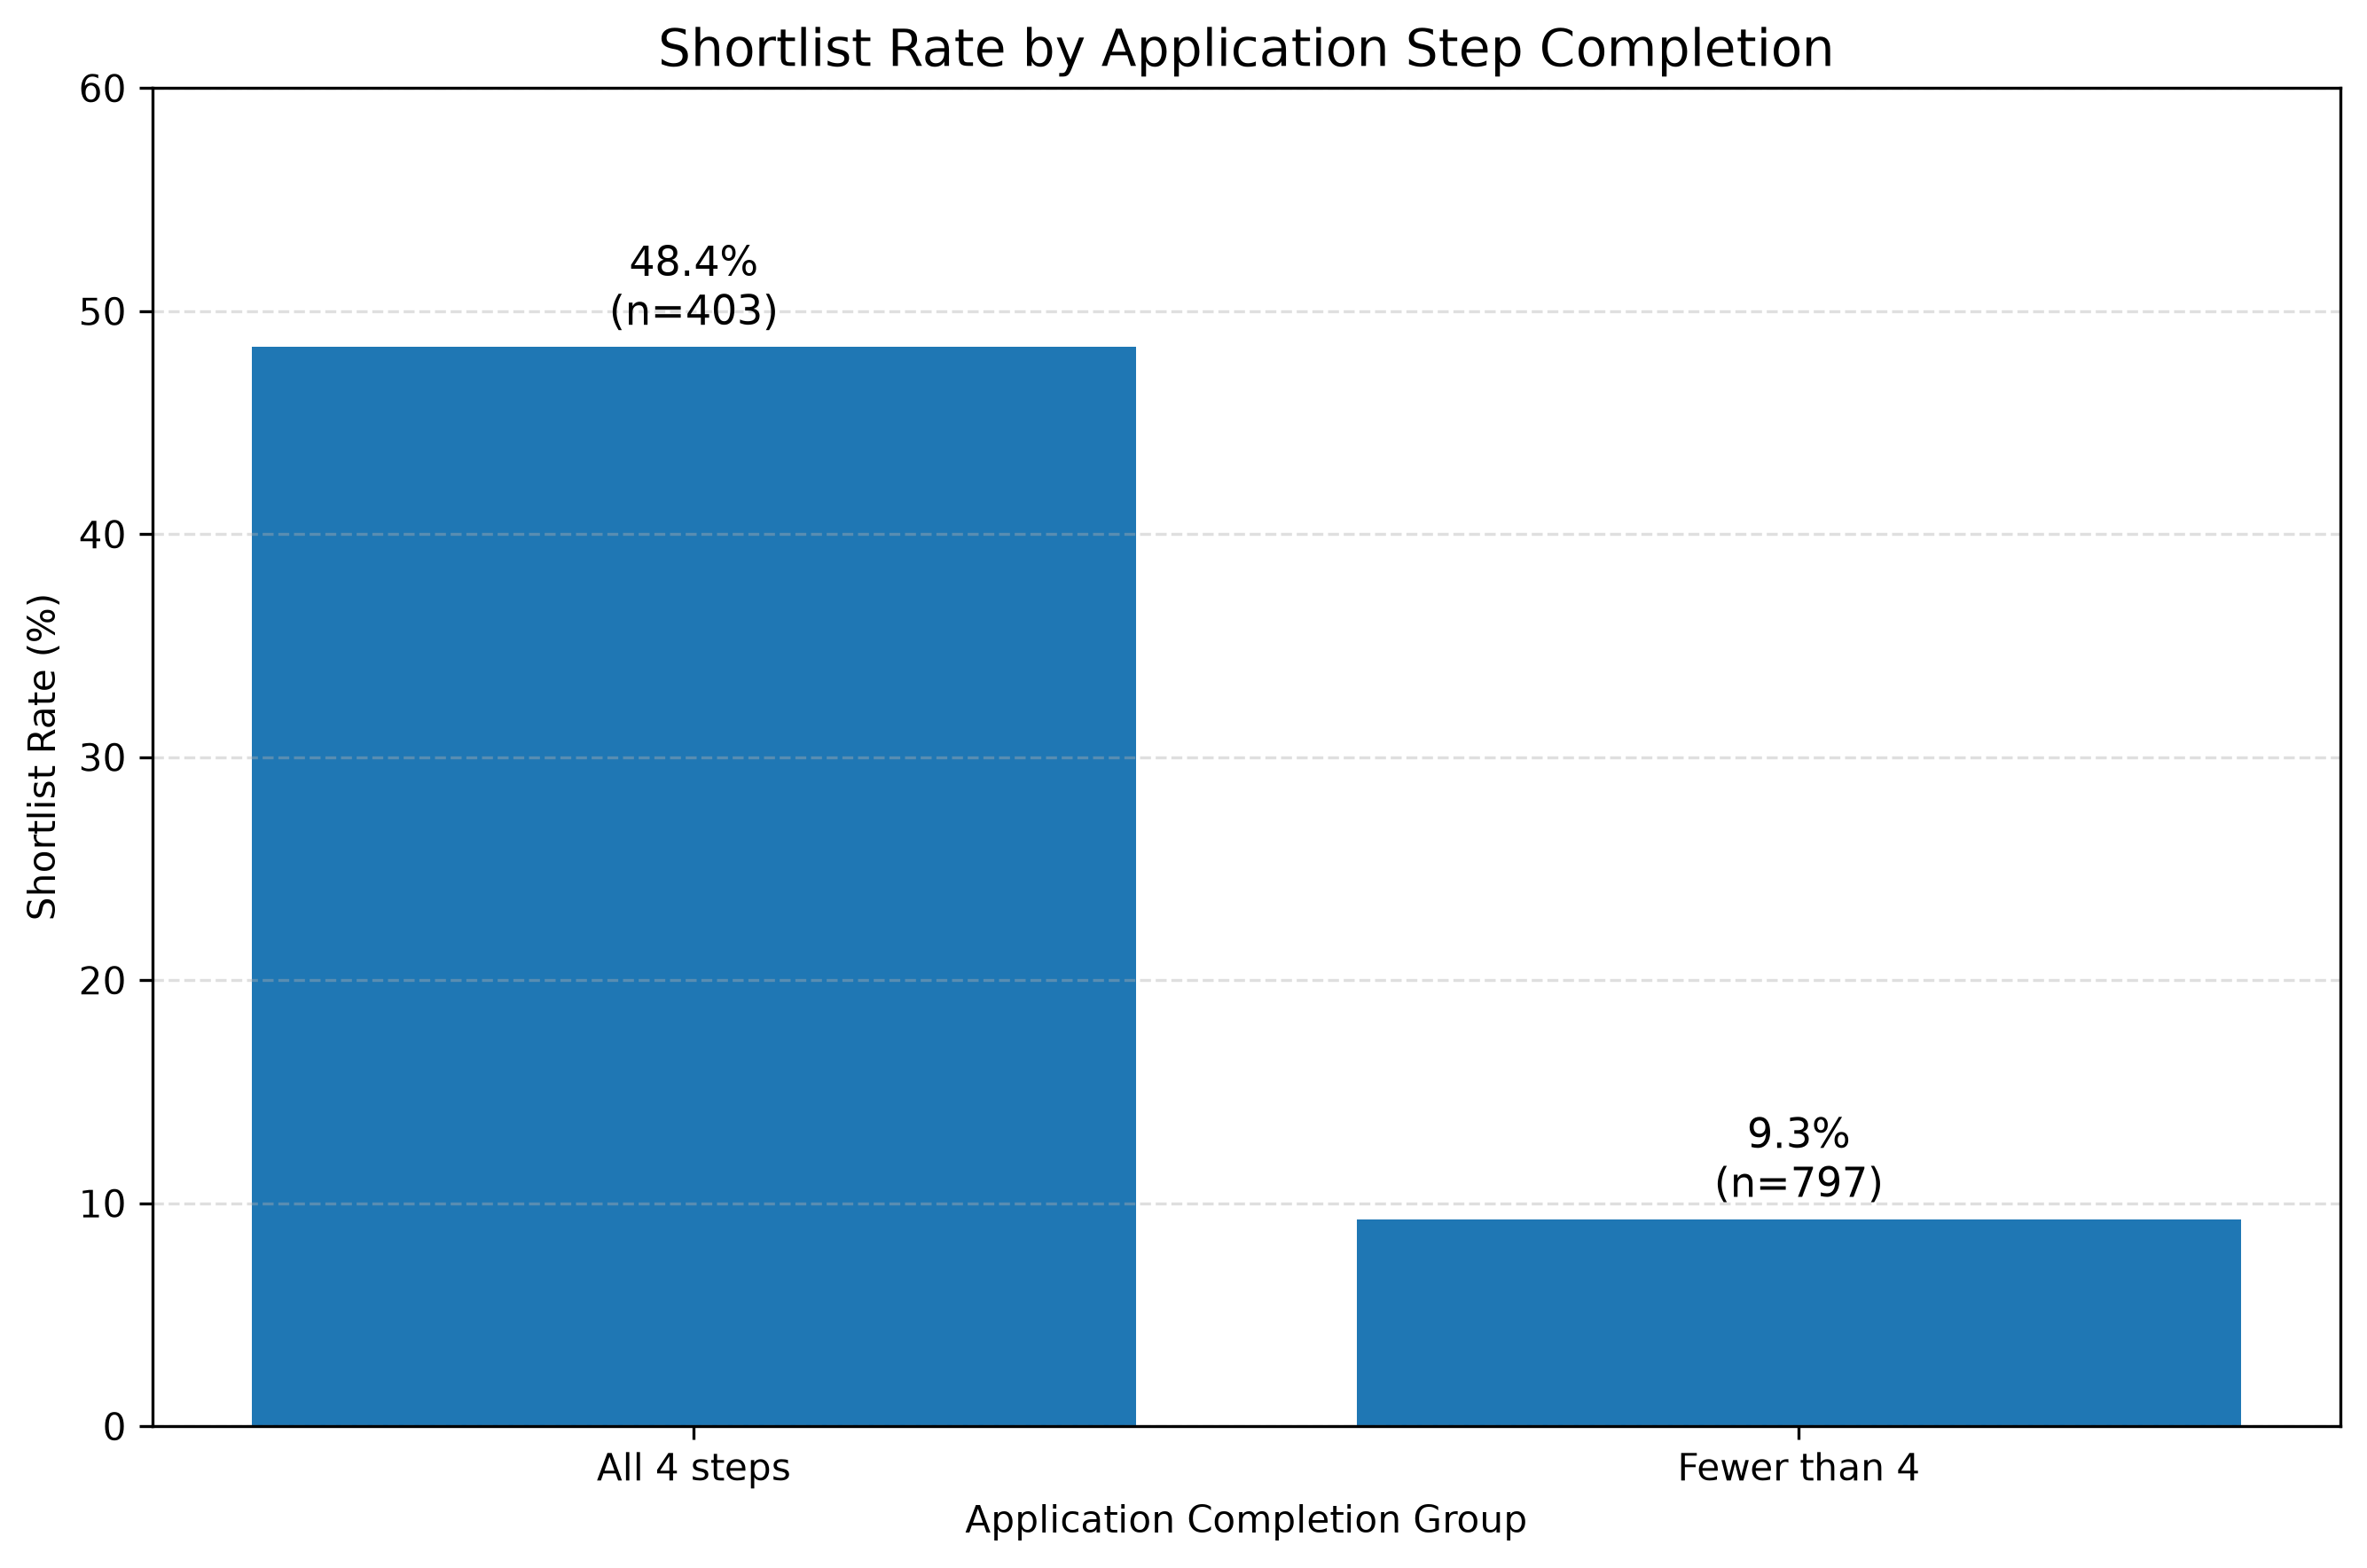 Shortlist Rate by Application Step Completion
60
50
40
30
20
10
0
Shortlist Rate (%)
48.4%
(n=403)
9.3%
(n=797)
All 4 steps
Fewer than 4
Application Completion Group